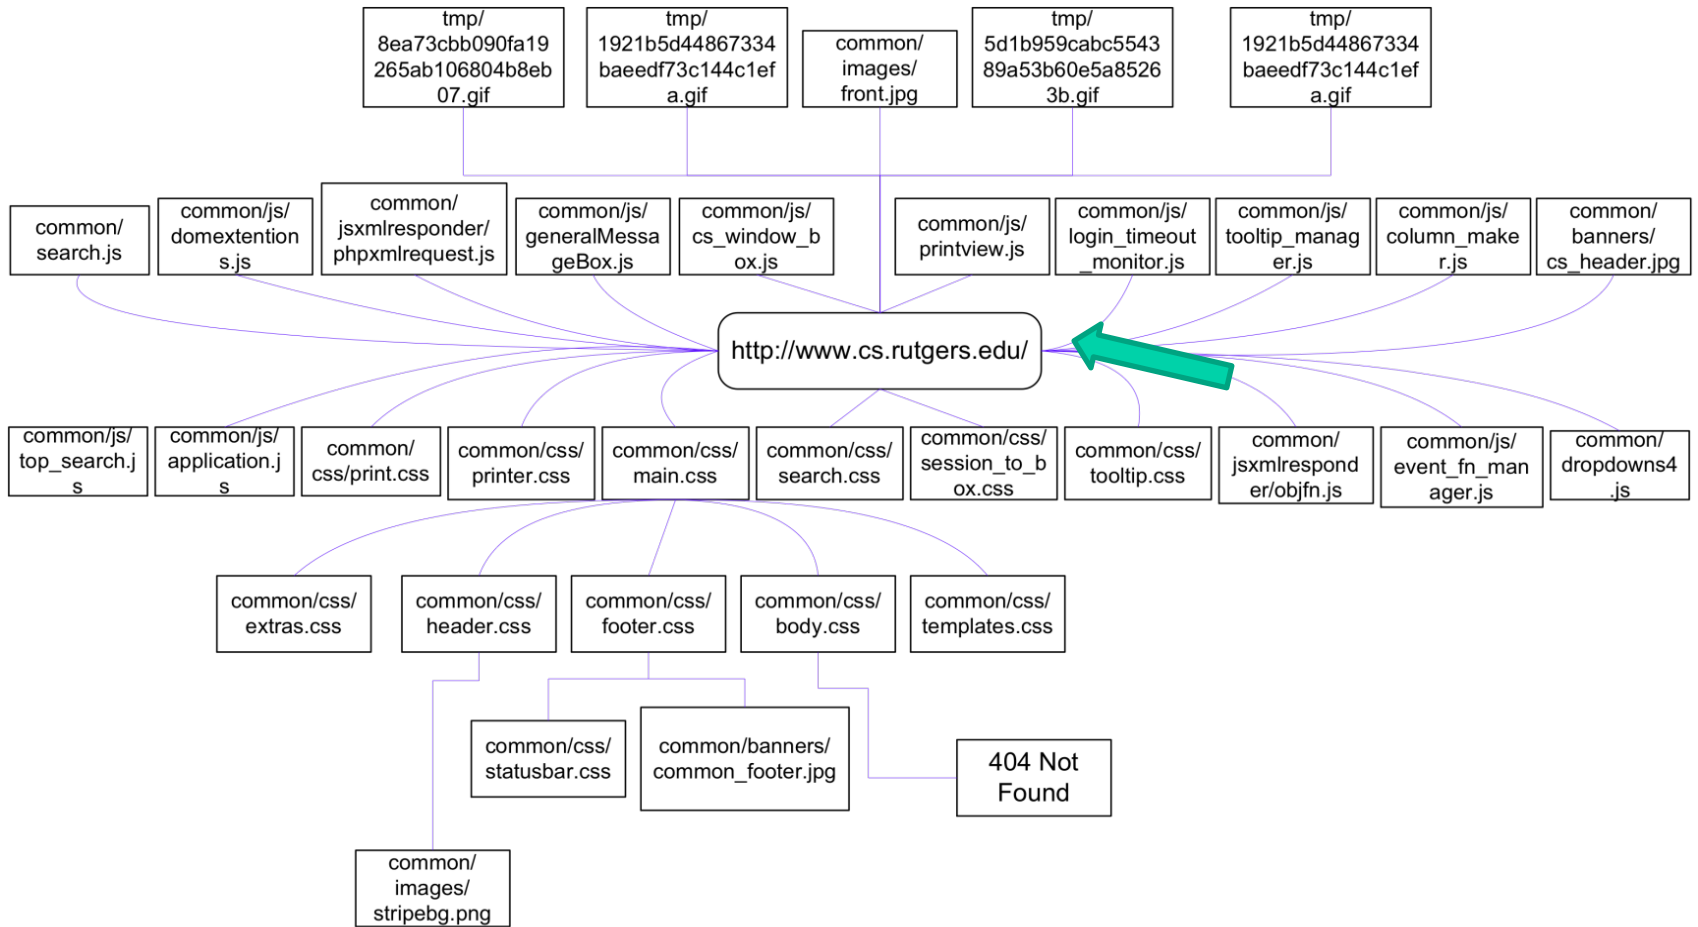 tmp/
8ea73cbb090fa19
265ab106804b8eb
07.gif
tmp/
1921b5d44867334
baeedf73c144c1ef
a.gif
common/
images/
front.jpg
tmp/
5d1b959cabc5543
89a53b60e5a8526
3b.gif
tmp/
1921b5d44867334
baeedf73c144c1ef
a.gif
common/
search.js
common/js/
domextention
s.js
common/
jsxmlresponder/
phpxmlrequest.js
common/js/
generalMessa
geBox.js
common/js/
cs_window_b
ox.js
common/js/
printview.js
common/js/
login_timeout
_monitor.js
common/js/
tooltip_manag
er.js
common/js/
column_make
r.js
common/
banners/
cs_header.jpg
http://www.cs.rutgers.edu/
common/js/
top_search.j
s
common/js/
application.j
s
common/
css/print.css
common/css/
printer.css
common/css/
main.css
common/css/
search.css
common/css/
session_to_b
ox.css
common/css/
tooltip.css
common/
jsxmlrespond
er/objfn.js
common/js/
event_fn_man
ager.js
common/
dropdowns4
.js
common/css/
extras.css
common/css/
header.css
common/css/
footer.css
common/css/
body.css
common/css/
templates.css
common/css/
statusbar.css
common/banners/
common_footer.jpg
404 Not
Found
common/
images/
stripebg.png